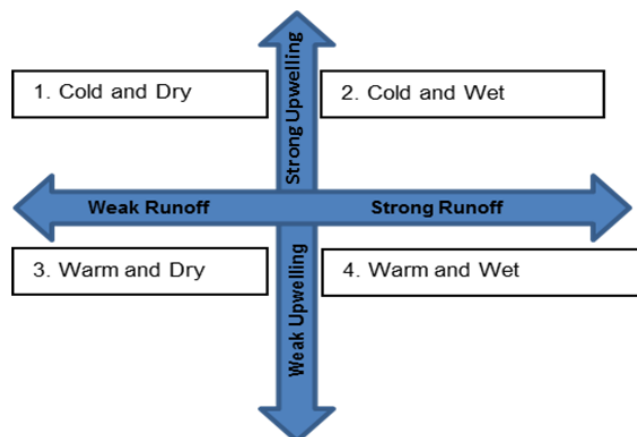 Strong Upwelling
1. Cold and Dry
2. Cold and Wet
Weak Runoff
Strong Runoff
3. Warm and Dry
4. Warm and Wet
Weak Upwelling